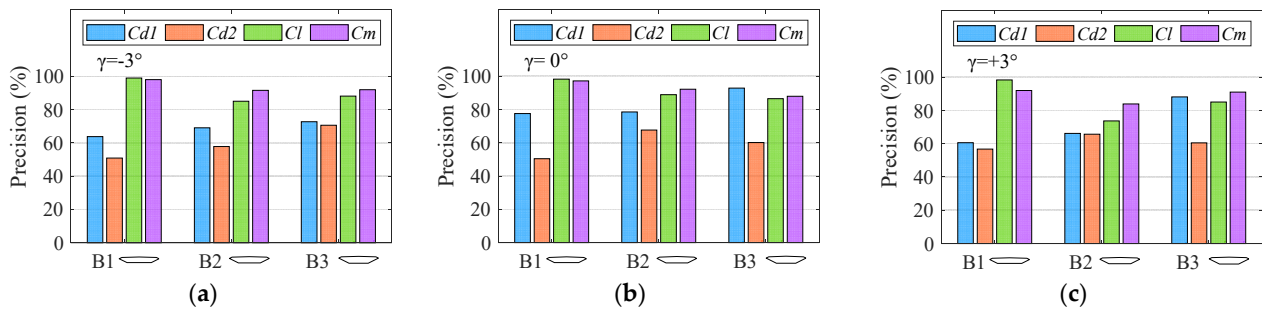 Cd1 Cd2 Cl Cm
γ=-3°
Precision (%)
100
80
60
40
20
0
B1 B2 B3
(a)
Cd1 Cd2 Cl Cm
γ= 0°
Precision (%)
100
80
60
40
20
0
B1 B2 B3
(b)
Cd1 Cd2 Cl Cm
γ=+3°
Precision (%)
100
80
60
40
20
0
B1 B2 B3
(c)